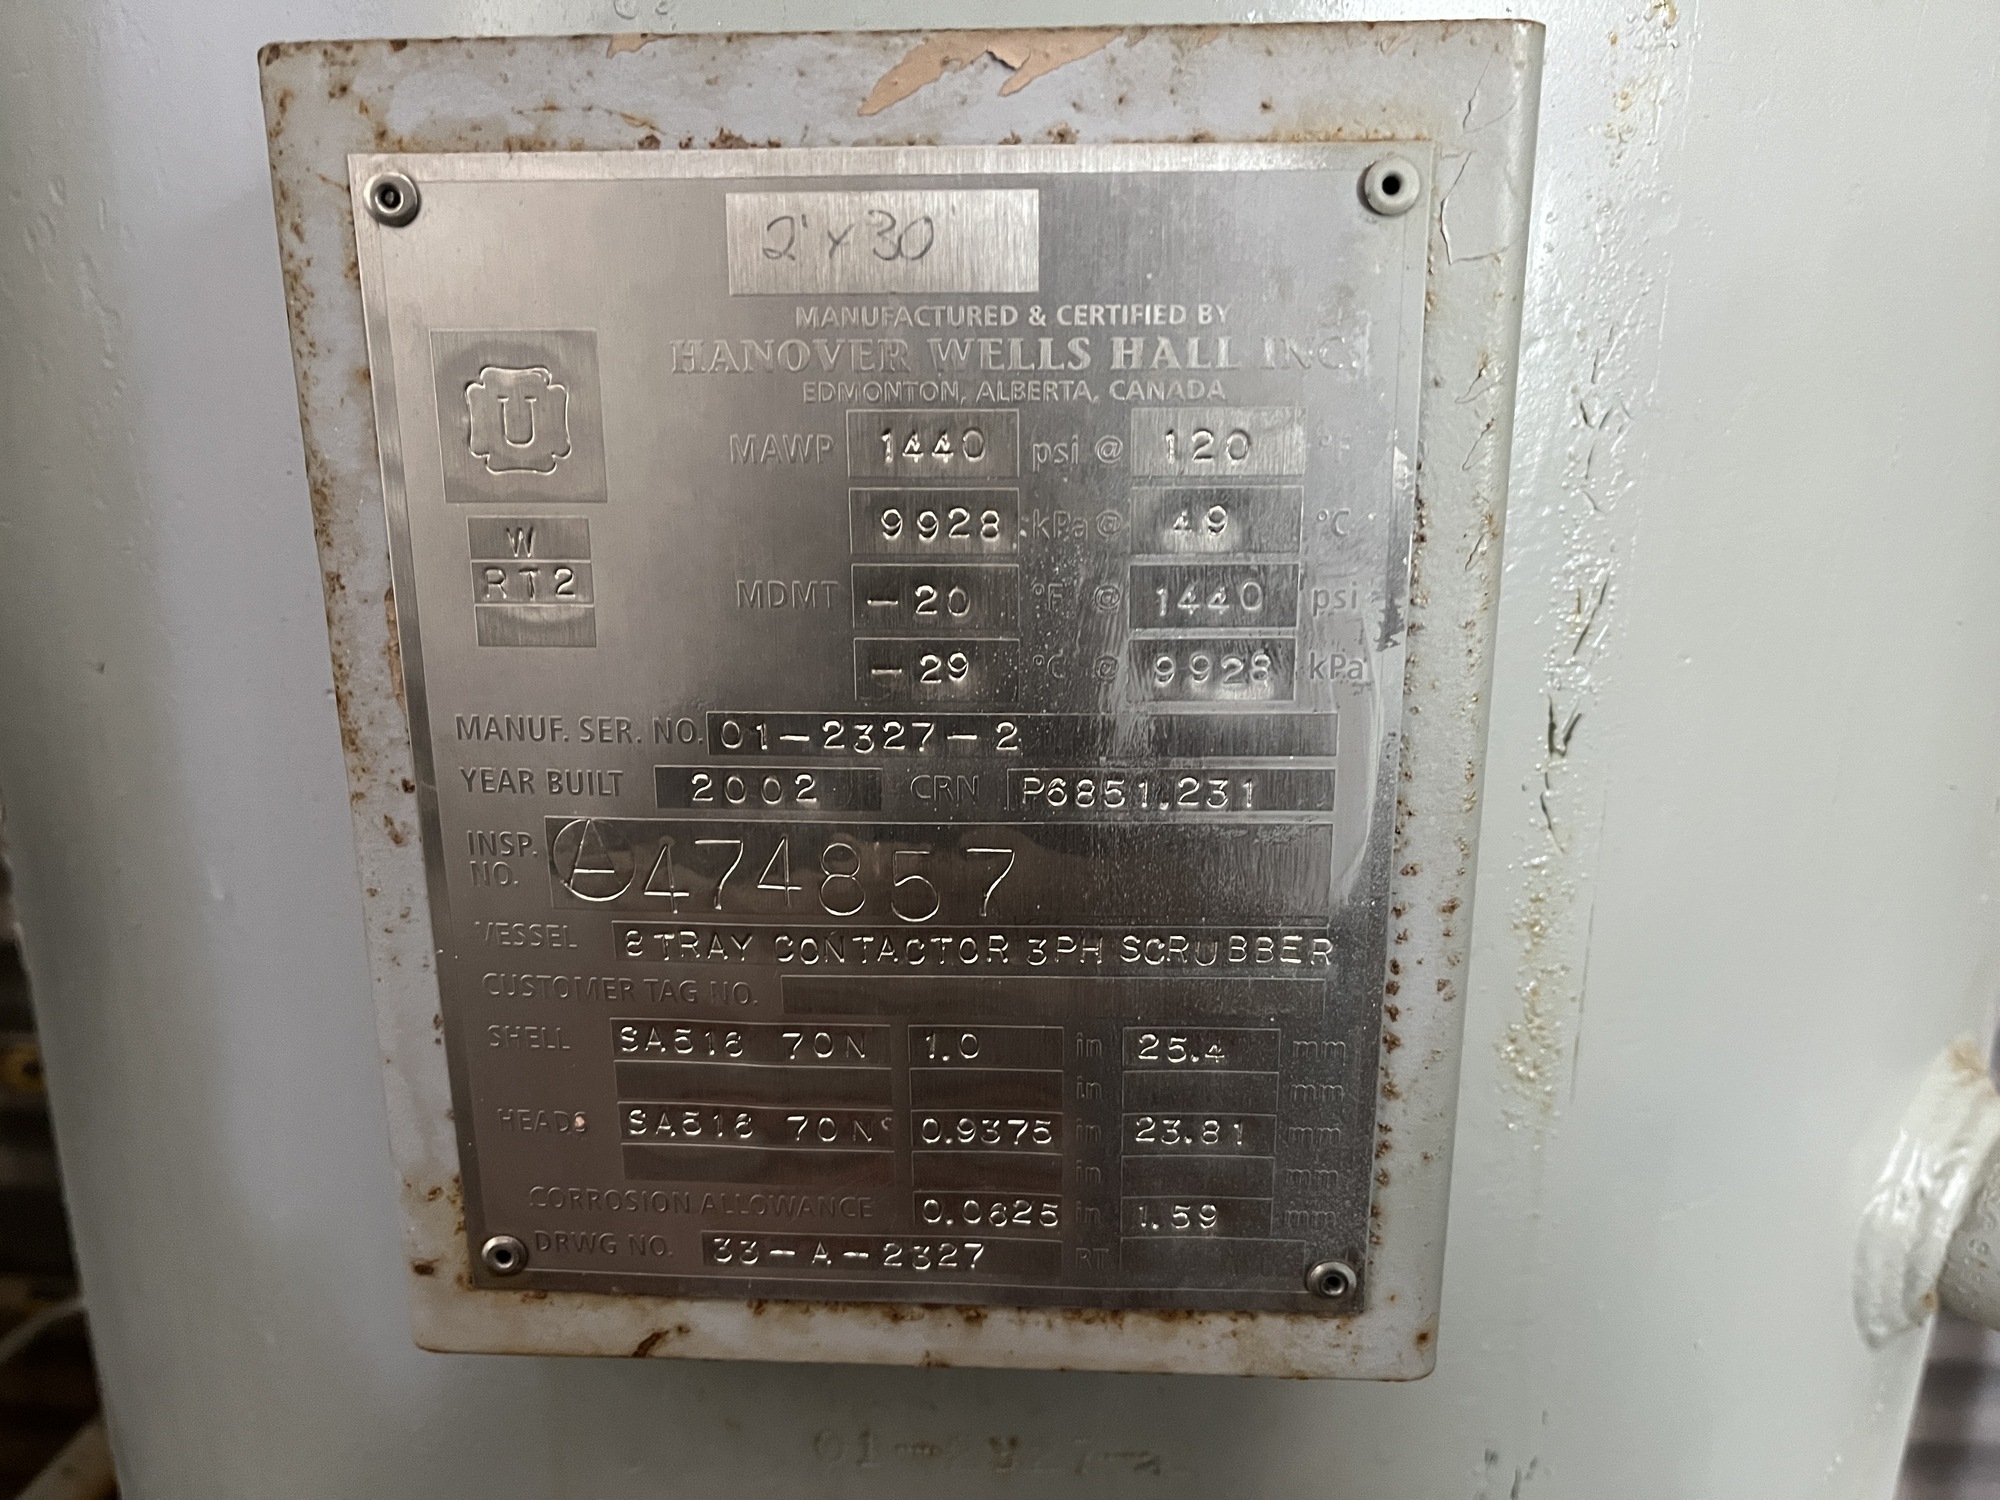 2' x 30'
MANUFACTURED & CERTIFIED BY
HANOVER WELLS HALL INC.
EDMONTON, ALBERTA, CANADA
U
W
RT2
MAWP 1440 psi @ 120 °F
9928 kPa @ 49 °C
MDMT -20 °F @ 1440 psi
-29 °C @ 9928 kPa
MANUF. SER. NO. 01-2327-2
YEAR BUILT 2002 CRN P6851.231
INSP. NO. A474857
VESSEL 8 TRAY CONTACTOR 3PH SCRUBBER
CUSTOMER TAG NO.
SHELL SA516 70N 1.0 in 25.4 mm
in mm
HEADS SA516 70N 0.9375 in 23.81 mm
in mm
CORROSION ALLOWANCE 0.0625 in 1.59 mm
DRWG NO. 33-A-2327 RT